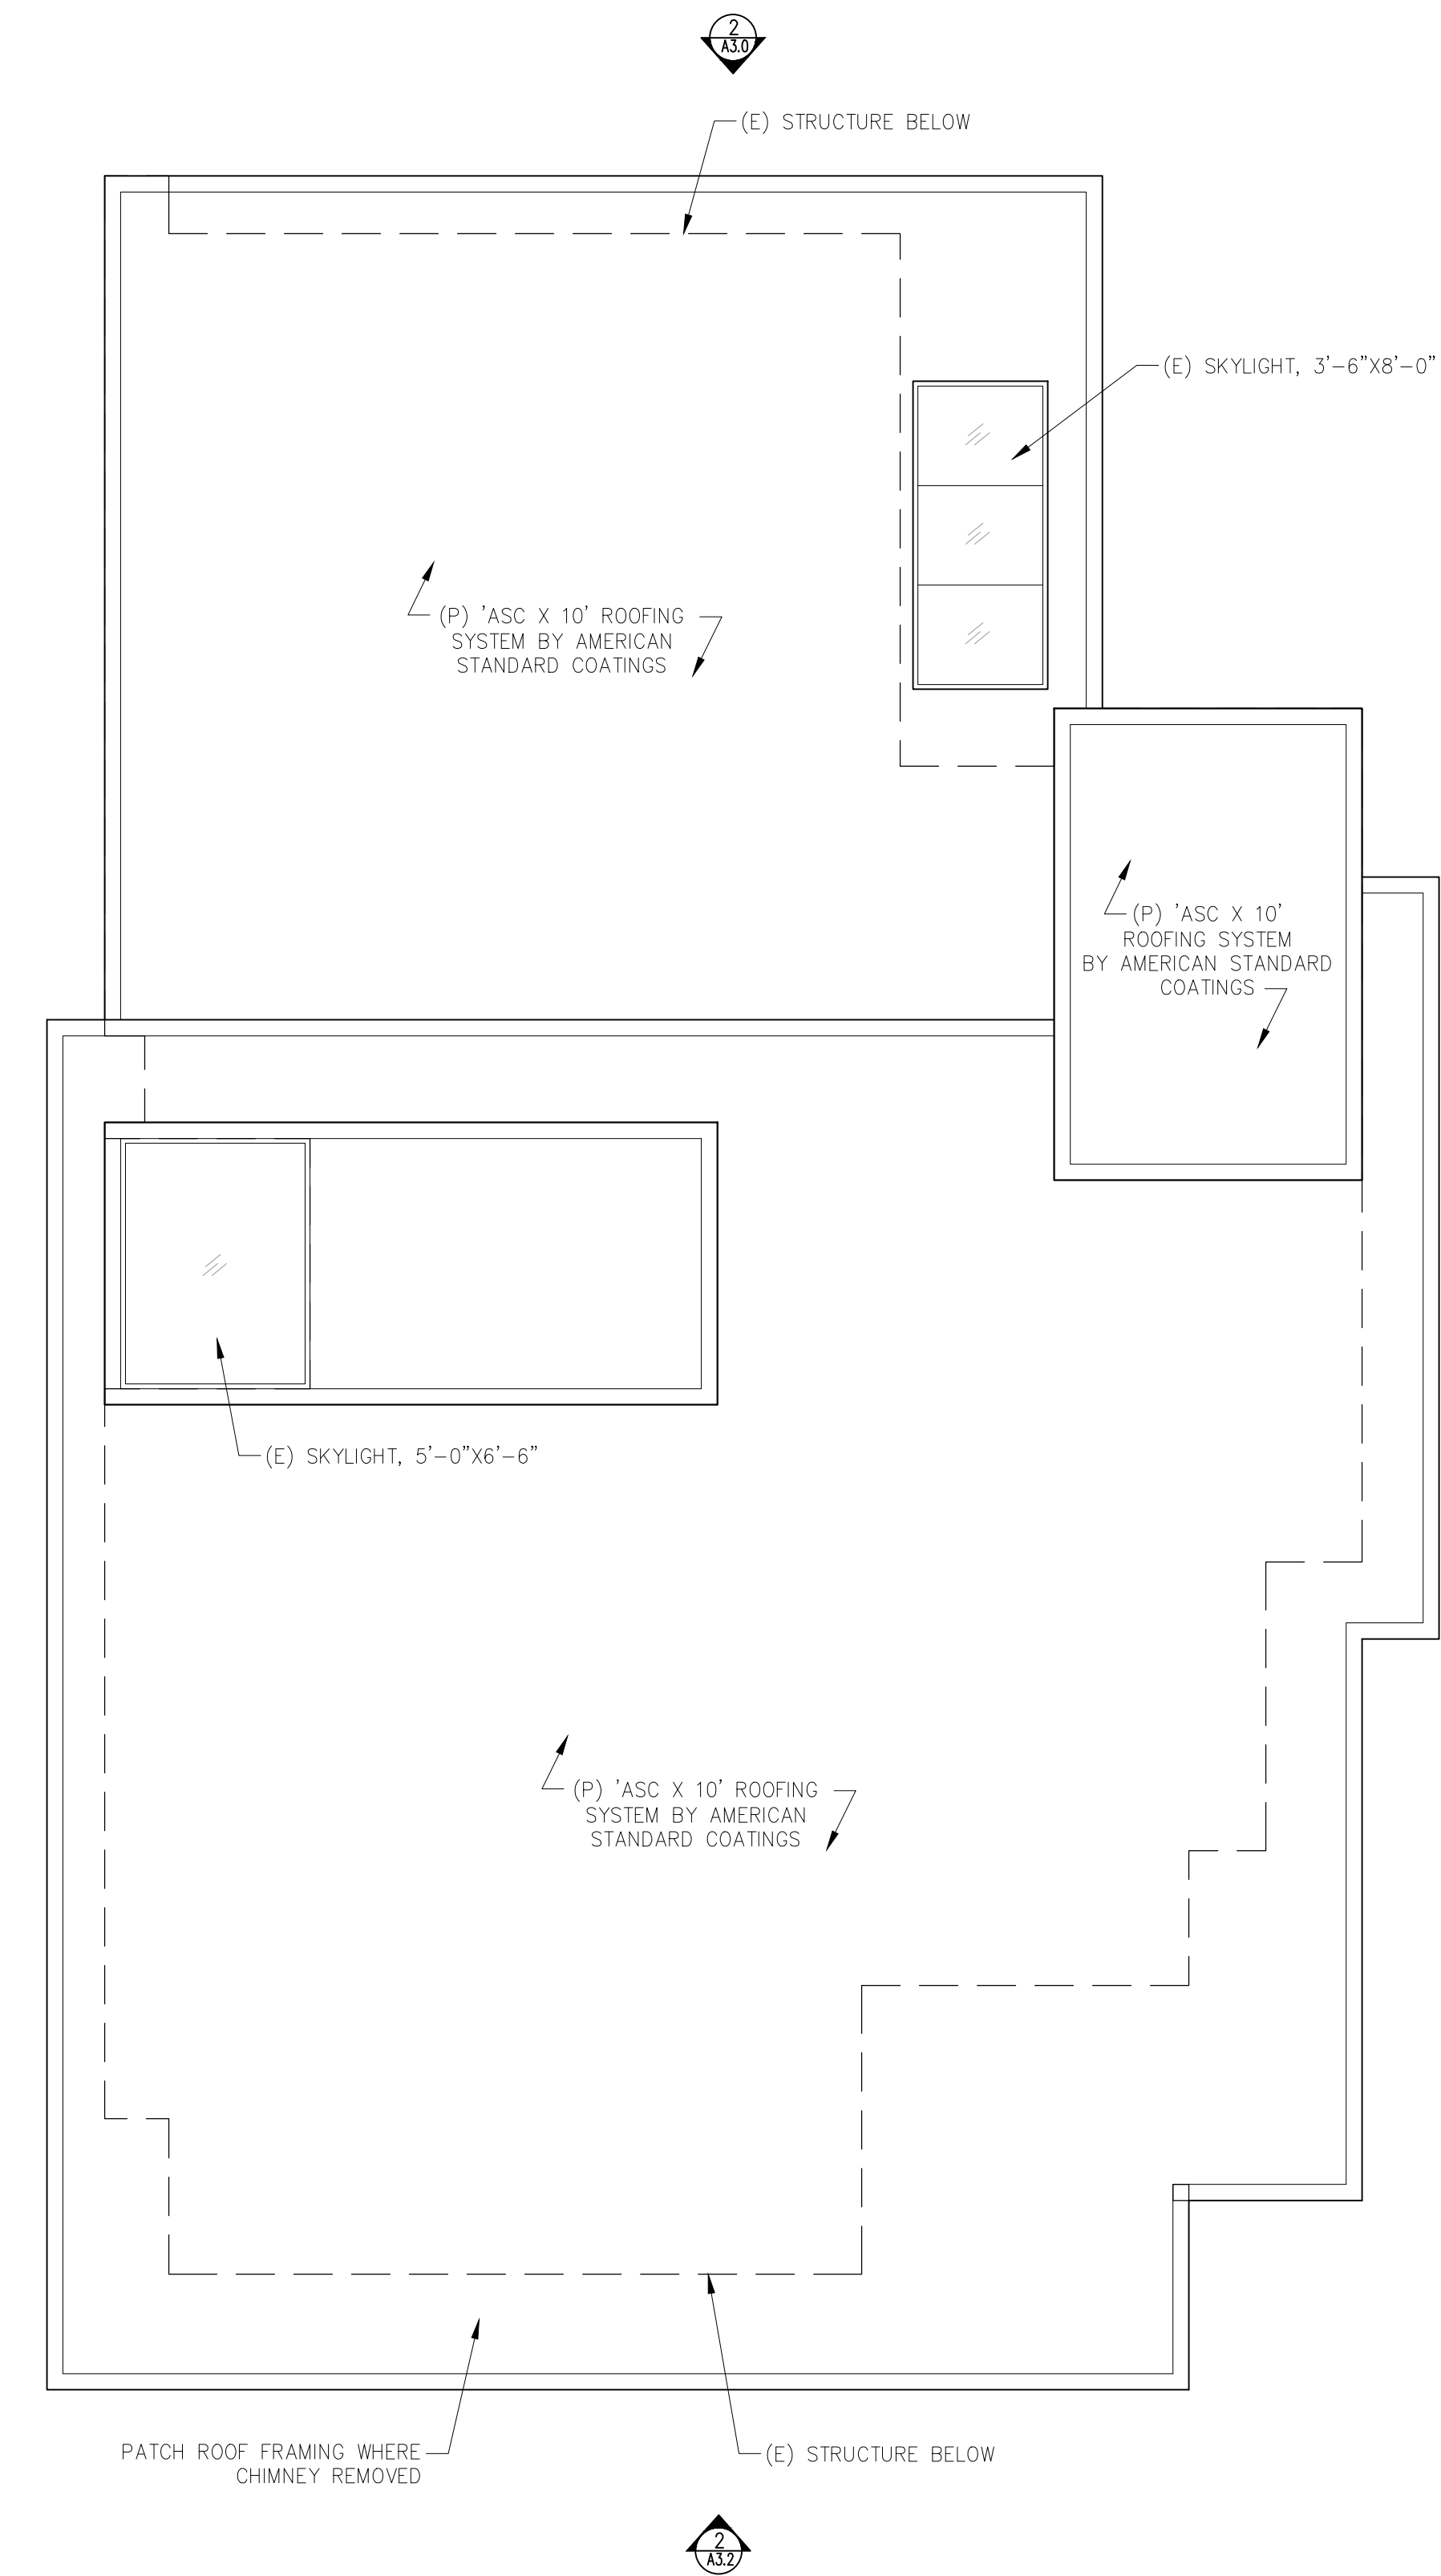 2
A3.0
(E) STRUCTURE BELOW
(E) SKYLIGHT, 3'-6"X8'-0"
(P) 'ASC X 10' ROOFING
SYSTEM BY AMERICAN
STANDARD COATINGS
(P) 'ASC X 10'
ROOFING SYSTEM
BY AMERICAN STANDARD
COATINGS
(E) SKYLIGHT, 5'-0"X6'-6"
(P) 'ASC X 10' ROOFING
SYSTEM BY AMERICAN
STANDARD COATINGS
PATCH ROOF FRAMING WHERE
CHIMNEY REMOVED
(E) STRUCTURE BELOW
2
A3.2